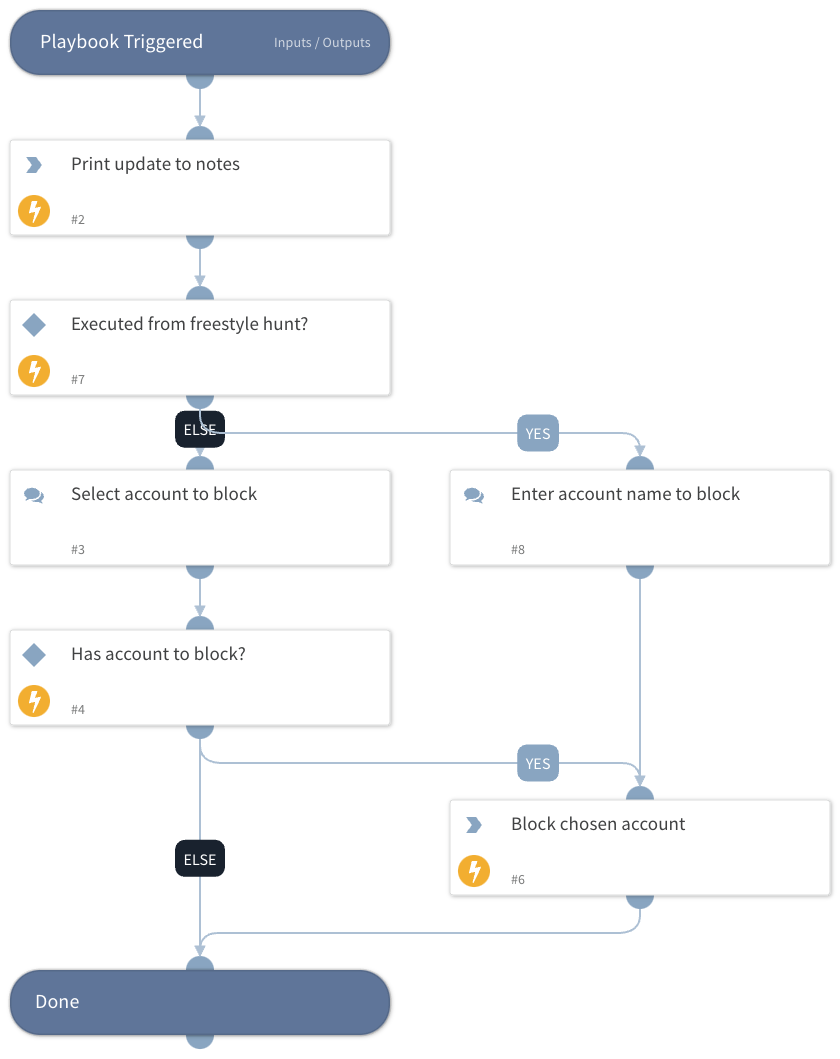 Playbook Triggered
Inputs / Outputs
Print update to notes
#2
Executed from freestyle hunt?
#7
ELSE
YES
Select account to block
#3
Enter account name to block
#8
Has account to block?
#4
YES
Block chosen account
#6
ELSE
Done